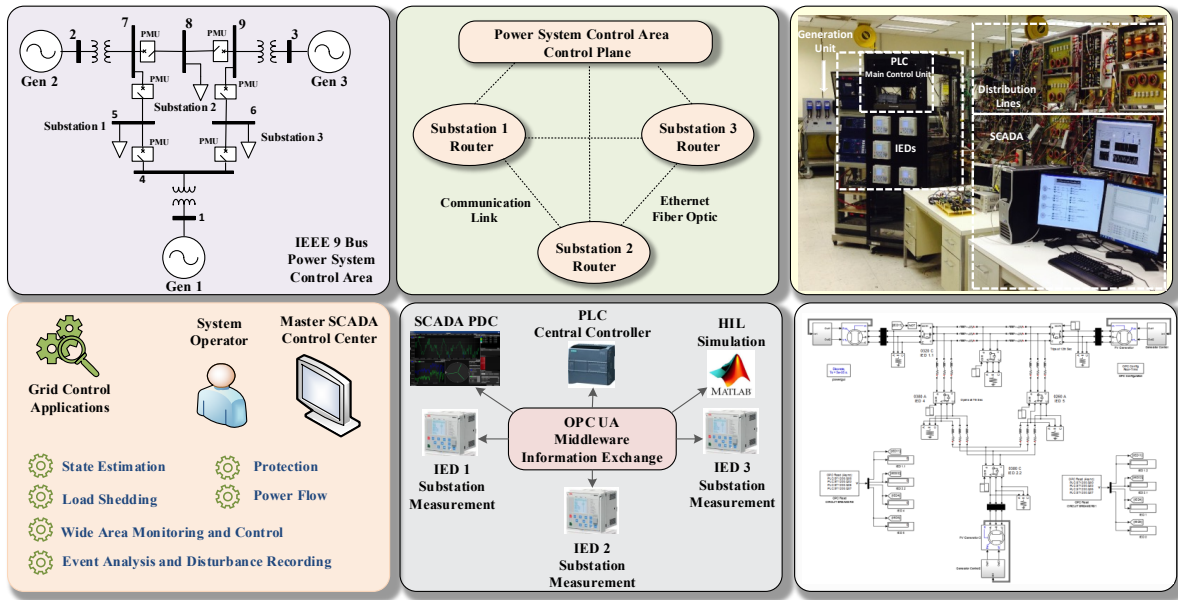 2
7
PMU
8
9
PMU
3
Gen 2
Gen 3
PMU
PMU
Substation 2
5
6
Substation 1
PMU
PMU
Substation 3
4
1
Gen 1
IEEE 9 Bus
Power System
Control Area
Power System Control Area
Control Plane
Substation 1
Router
Substation 3
Router
Communication
Link
Ethernet
Fiber Optic
Substation 2
Router
Generation
Unit
PLC
Main Control Unit
Distribution
Lines
SCADA
IEDs
Grid Control
Applications
System
Operator
Master SCADA
Control Center
State Estimation
Protection
Load Shedding
Power Flow
Wide Area Monitoring and Control
Event Analysis and Disturbance Recording
SCADA PDC
PLC
Central Controller
HIL
Simulation
MATLAB
OPC UA
Middleware
Information Exchange
IED 1
Substation
Measurement
IED 3
Substation
Measurement
IED 2
Substation
Measurement